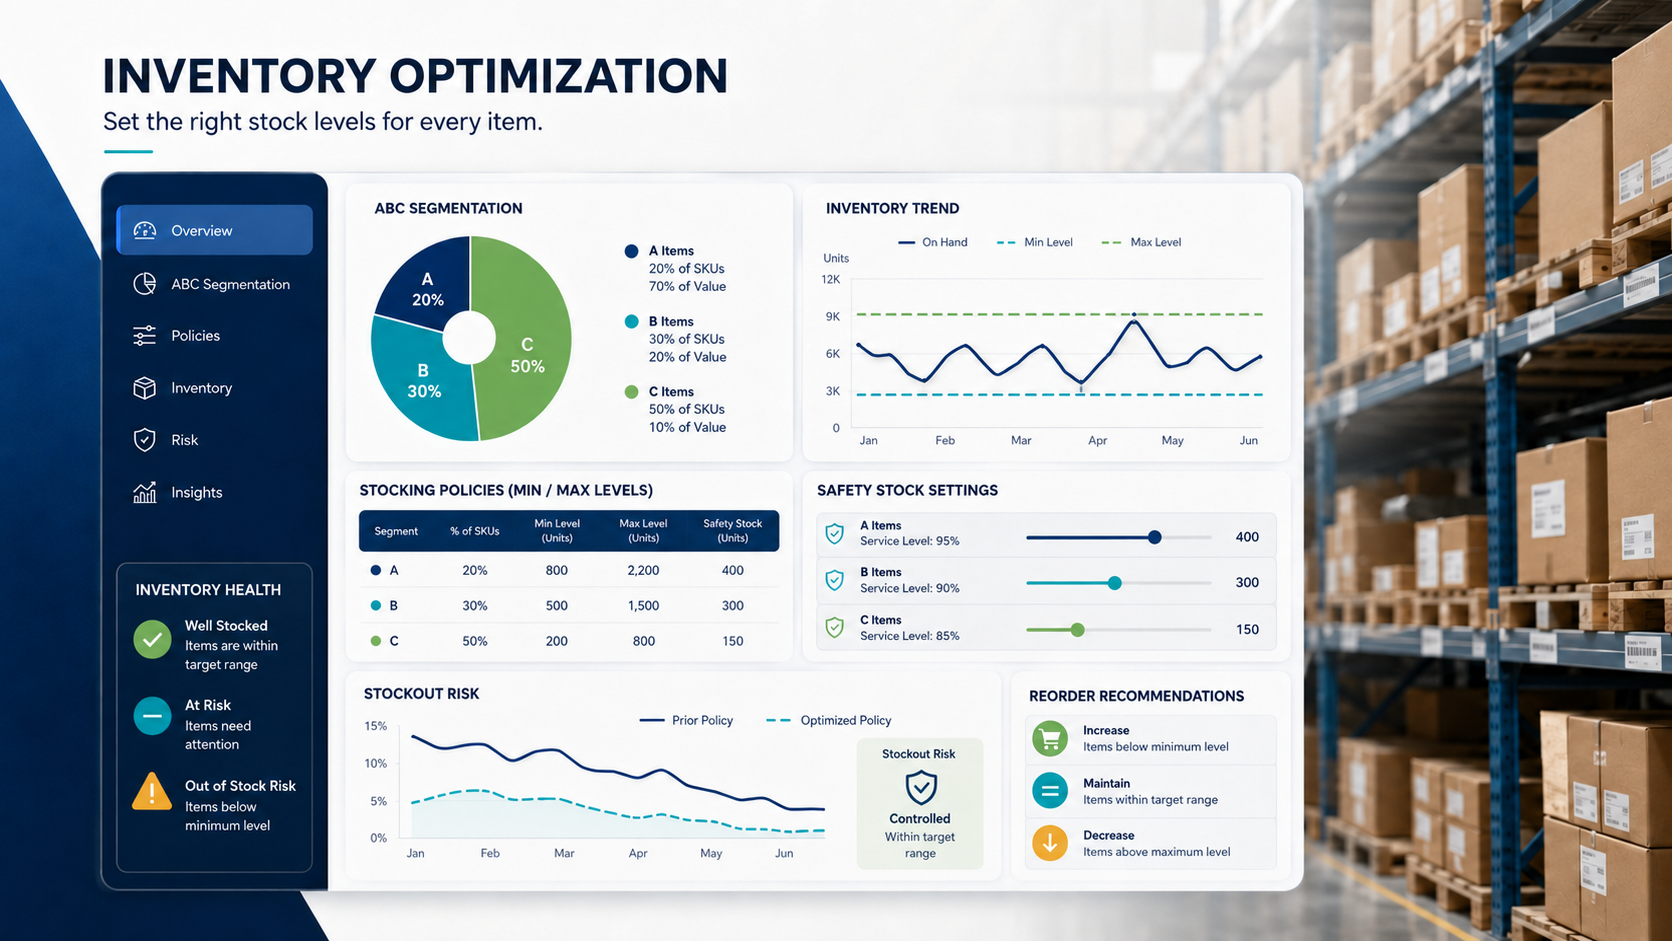 INVENTORY OPTIMIZATION
Set the right stock levels for every item.
Overview
ABC Segmentation
Policies
Inventory
Risk
Insights
INVENTORY HEALTH
Well Stocked
Items are within
target range
At Risk
Items need
attention
Out of Stock Risk
Items below
minimum level
ABC SEGMENTATION
A
20%
B
30%
C
50%
A Items
20% of SKUs
70% of Value
B Items
30% of SKUs
20% of Value
C Items
50% of SKUs
10% of Value
INVENTORY TREND
On Hand Min Level Max Level
Units
12K
9K
6K
3K
0
Jan Feb Mar Apr May Jun
STOCKING POLICIES (MIN / MAX LEVELS)
Segment % of SKUs Min Level (Units) Max Level (Units) Safety Stock (Units)
A 20% 800 2,200 400
B 30% 500 1,500 300
C 50% 200 800 150
SAFETY STOCK SETTINGS
A Items
Service Level: 95%
400
B Items
Service Level: 90%
300
C Items
Service Level: 85%
150
STOCKOUT RISK
Prior Policy Optimized Policy
15%
10%
5%
0%
Jan Feb Mar Apr May Jun
Stockout Risk
Controlled
Within target
range
REORDER RECOMMENDATIONS
Increase
Items below minimum level
Maintain
Items within target range
Decrease
Items above maximum level